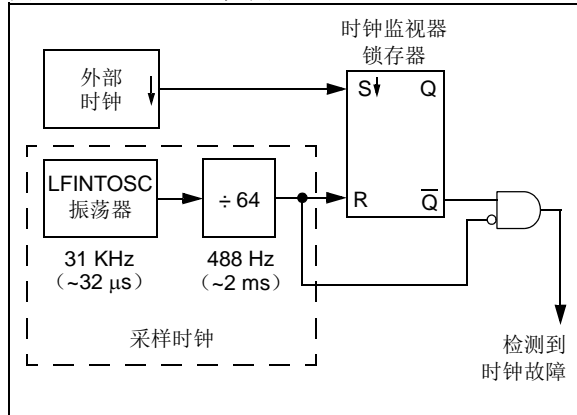 时钟监视器
锁存器
外部
时钟
S
Q
LFINTOSC
振荡器
÷ 64
R
Q
31 KHz
(~32 μs)
488 Hz
(~2 ms)
采样时钟
检测到
时钟故障